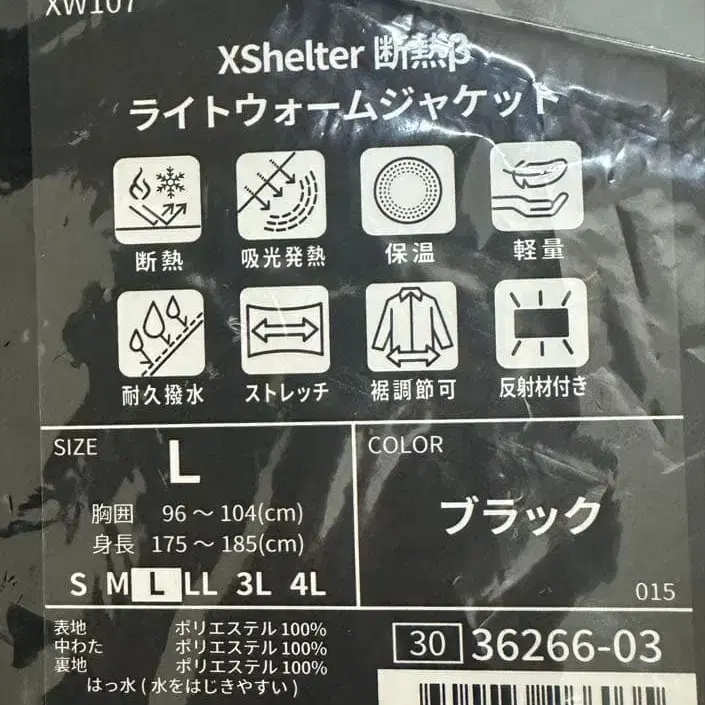 XW107
XShelter 断熱β
ライトウォームジャケット
断熱 吸光発熱 保温 軽量
耐久撥水 ストレッチ 裾調節可 反射材付き
SIZE
L
胸囲 96～104(cm)
身長 175～185(cm)
S M L LL 3L 4L
COLOR
ブラック
015
表地 ポリエステル100%
中わた ポリエステル100%
裏地 ポリエステル100%
はっ水(水をはじきやすい)
30 36266-03